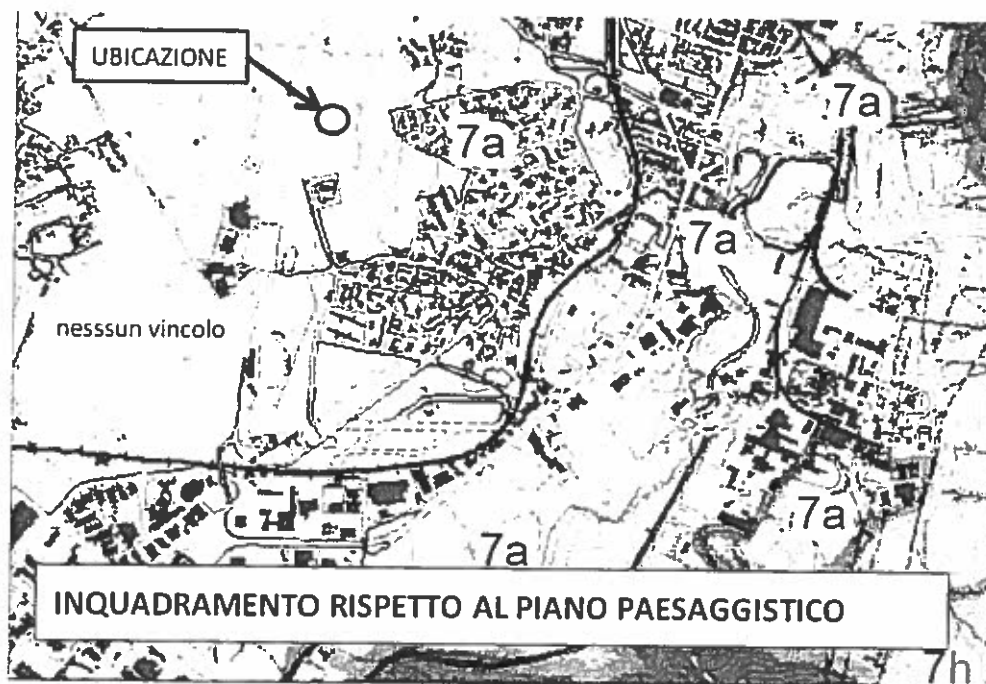 UBICAZIONE
7a
7a
7a
nesssun vincolo
7a
7a
INQUADRAMENTO RISPETTO AL PIANO PAESAGGISTICO
7h